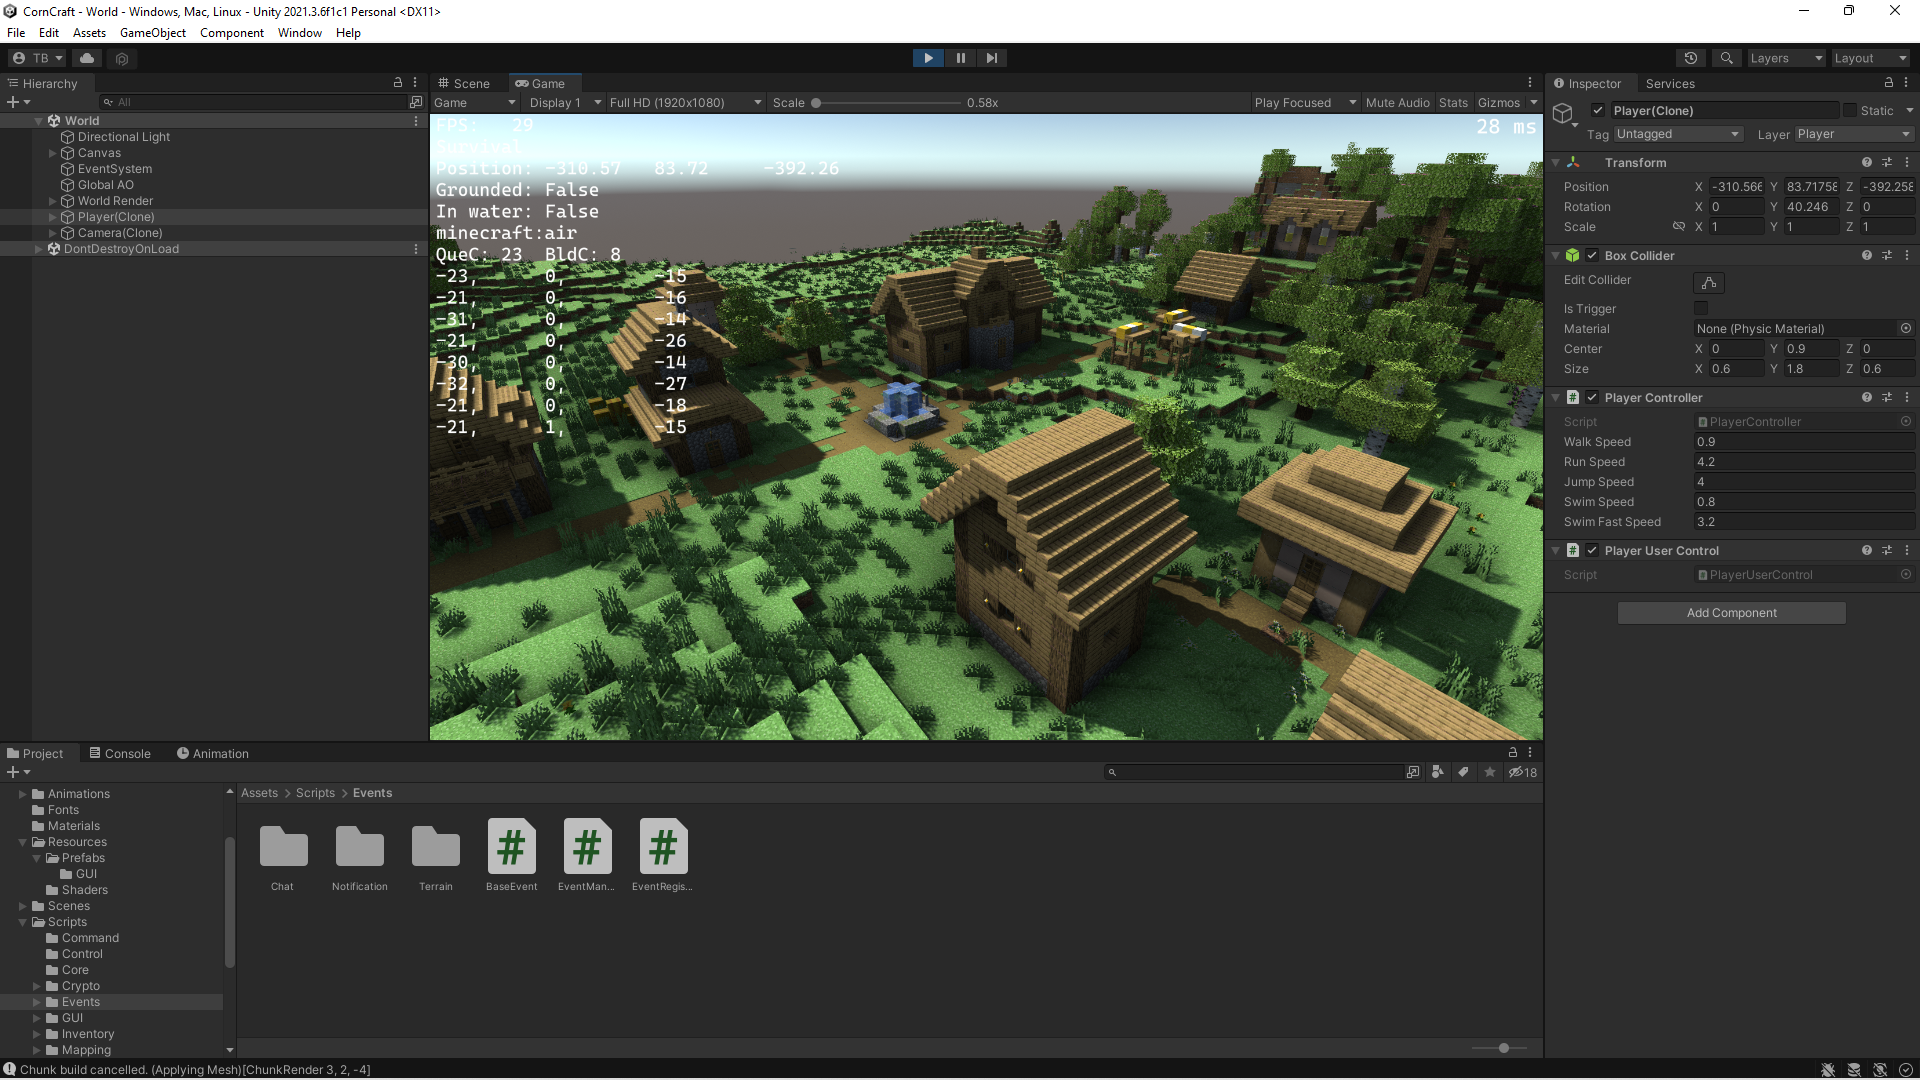 CornCraft - World - Windows, Mac, Linux - Unity 2021.3.6f1c1 Personal <DX11>
File Edit Assets GameObject Component Window Help
TB Layers Layout
Hierarchy
All
World
Directional Light
Canvas
EventSystem
Global AO
World Render
Player(Clone)
Camera(Clone)
DontDestroyOnLoad
Scene Game
Game Display 1 Full HD (1920x1080) Scale 0.58x Play Focused Mute Audio Stats Gizmos
FPS: 29 28 ms
Survival
Position: -310.57 83.72 -392.26
Grounded: False
In water: False
minecraft:air
QueC: 23 BldC: 8
-23, 0, -15
-21, 0, -16
-31, 0, -14
-21, 0, -26
-30, 0, -14
-32, 0, -27
-21, 0, -18
-21, 1, -15
Inspector Services
Player(Clone) Static
Tag Untagged Layer Player
Transform
Position X -310.566 Y 83.71758 Z -392.258
Rotation X 0 Y 40.246 Z 0
Scale X 1 Y 1 Z 1
Box Collider
Edit Collider
Is Trigger
Material None (Physic Material)
Center X 0 Y 0.9 Z 0
Size X 0.6 Y 1.8 Z 0.6
# Player Controller
Script PlayerController
Walk Speed 0.9
Run Speed 4.2
Jump Speed 4
Swim Speed 0.8
Swim Fast Speed 3.2
# Player User Control
Script PlayerUserControl
Add Component
Project Console Animation
18
Animations
Fonts
Materials
Resources
Prefabs
GUI
Shaders
Scenes
Scripts
Command
Control
Core
Crypto
Events
GUI
Inventory
Mapping
Assets > Scripts > Events
# # #
Chat Notification Terrain BaseEvent EventMan... EventRegis...
Chunk build cancelled. (Applying Mesh)[ChunkRender 3, 2, -4]